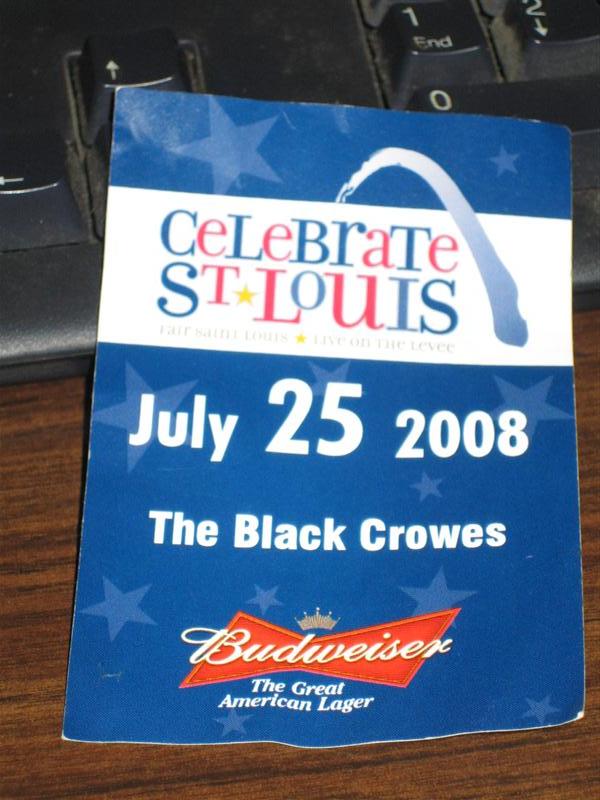 1
End
2
0
CeLeBraTe
ST★LouIS
Fair Saint Louis ★ Live on The Levee
July 25 2008
The Black Crowes
Budweiser
The Great
American Lager